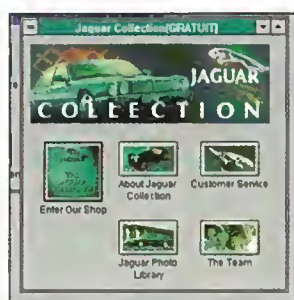 Jaguar Collection[GRATUIT]
JAGUAR
COLLECTION
Enter Our Shop
About Jaguar
Collection
Customer Service
Jaguar Photo
Library
The Team